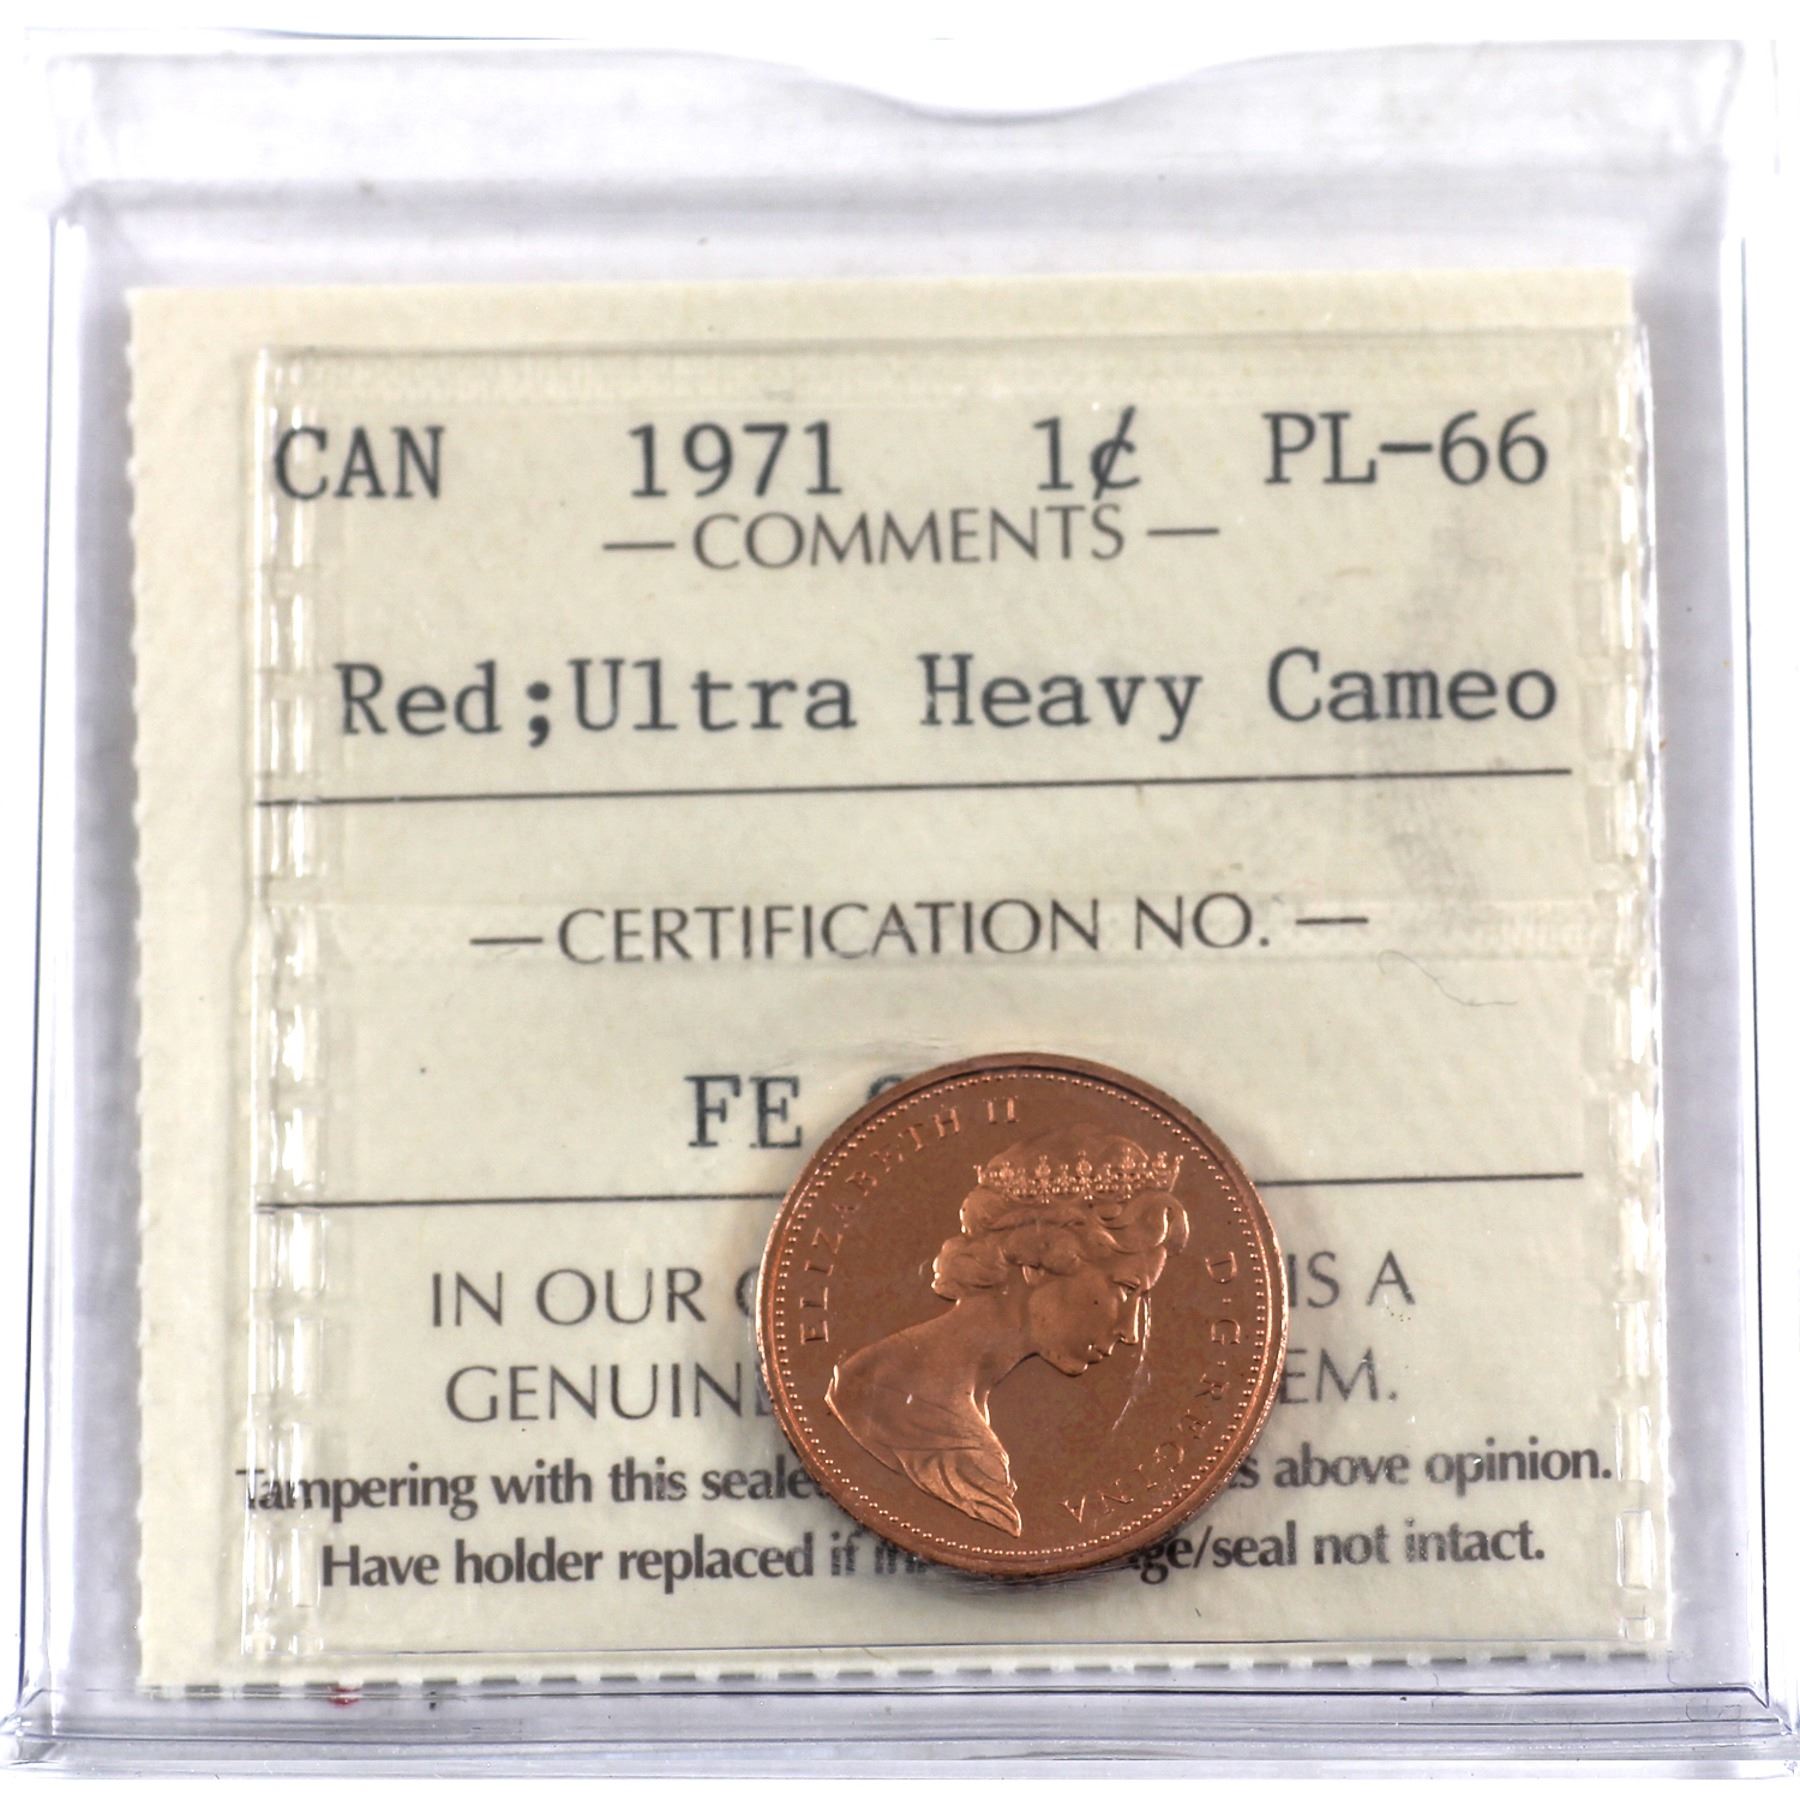 CAN 1971 1¢ PL-66
— COMMENTS —
Red;Ultra Heavy Cameo
— CERTIFICATION NO. —
FE
IN OUR IS A
GENUIN EM.
Tampering with this seale s above opinion.
Have holder replaced if ge/seal not intact.
ELIZABETH II D·G·REGINA